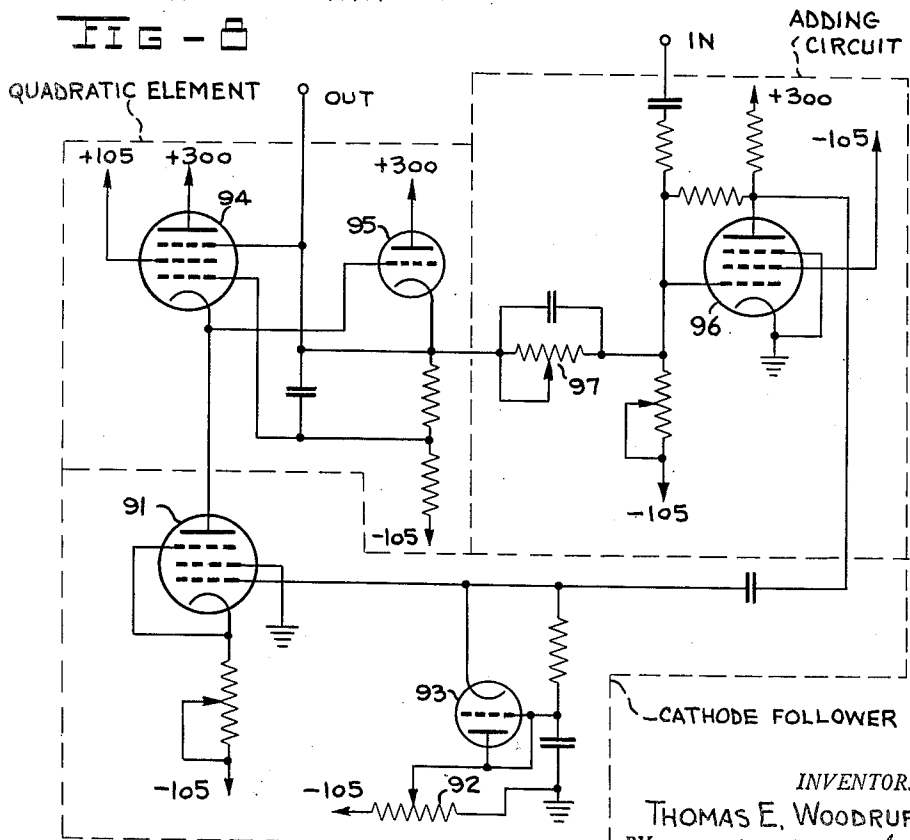 FIG - 8
ADDING
CIRCUIT
IN
QUADRATIC ELEMENT
OUT
+300
-105
+105
+300
94
+300
95
96
97
-105
91
-105
93
CATHODE FOLLOWER
-105
-105
92
INVENTOR.
THOMAS E. WOODRUF
BY